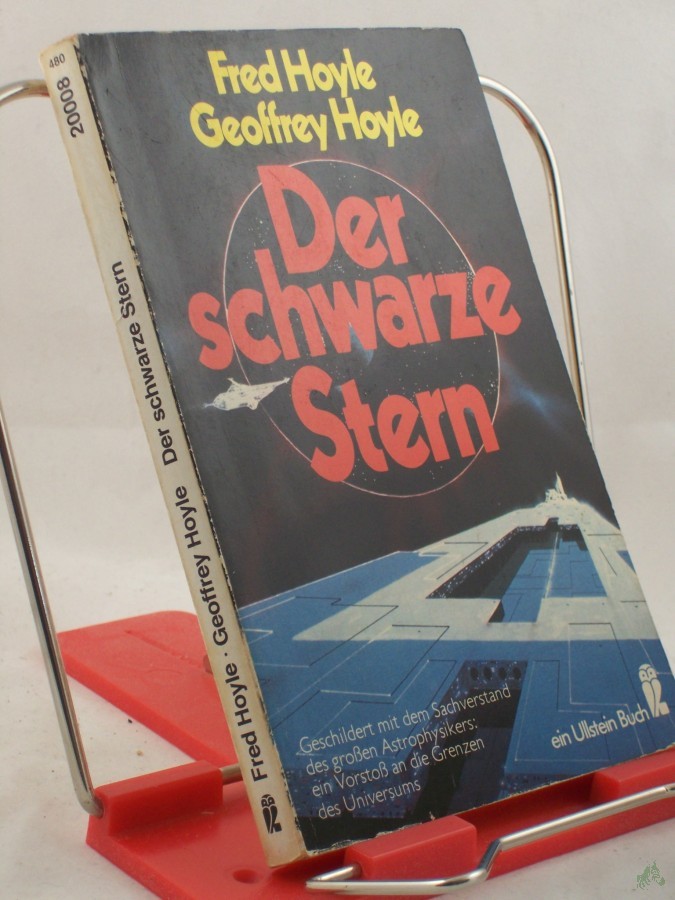 Fred Hoyle
Geoffrey Hoyle
Der
schwarze
Stern
Geschildert mit dem Sachverstand
des großen Astrophysikers:
ein Vorstoß an die Grenzen
des Universums
ein Ullstein Buch
480
20008
Fred Hoyle · Geoffrey Hoyle Der schwarze Stern